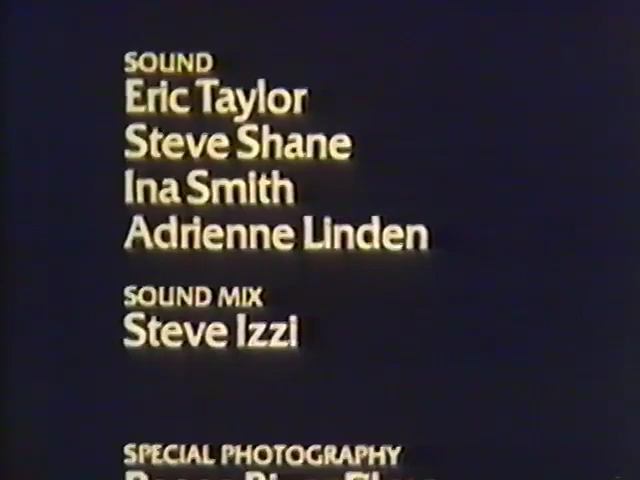 SOUND
Eric Taylor
Steve Shane
Ina Smith
Adrienne Linden
SOUND MIX
Steve Izzi
SPECIAL PHOTOGRAPHY